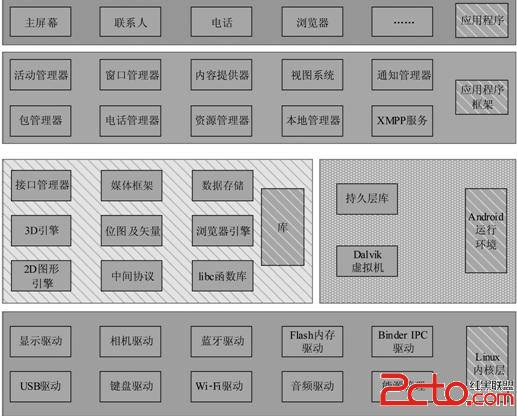 主屏幕 联系人 电话 浏览器 …… 应用程序
活动管理器 窗口管理器 内容提供器 视图系统 通知管理器 应用程序
框架
包管理器 电话管理器 资源管理器 本地管理器 XMPP服务
接口管理器 媒体框架 数据存储 库
3D引擎 位图及矢量 浏览器引擎
2D图形
引擎
中间协议 libc函数库
持久层库 Android
运行
环境
Dalvik
虚拟机
显示驱动 相机驱动 蓝牙驱动 Flash内存
驱动
Binder IPC
驱动
Linux
内核层
USB驱动 键盘驱动 Wi-Fi驱动 音频驱动
红黑联盟
2cto.com